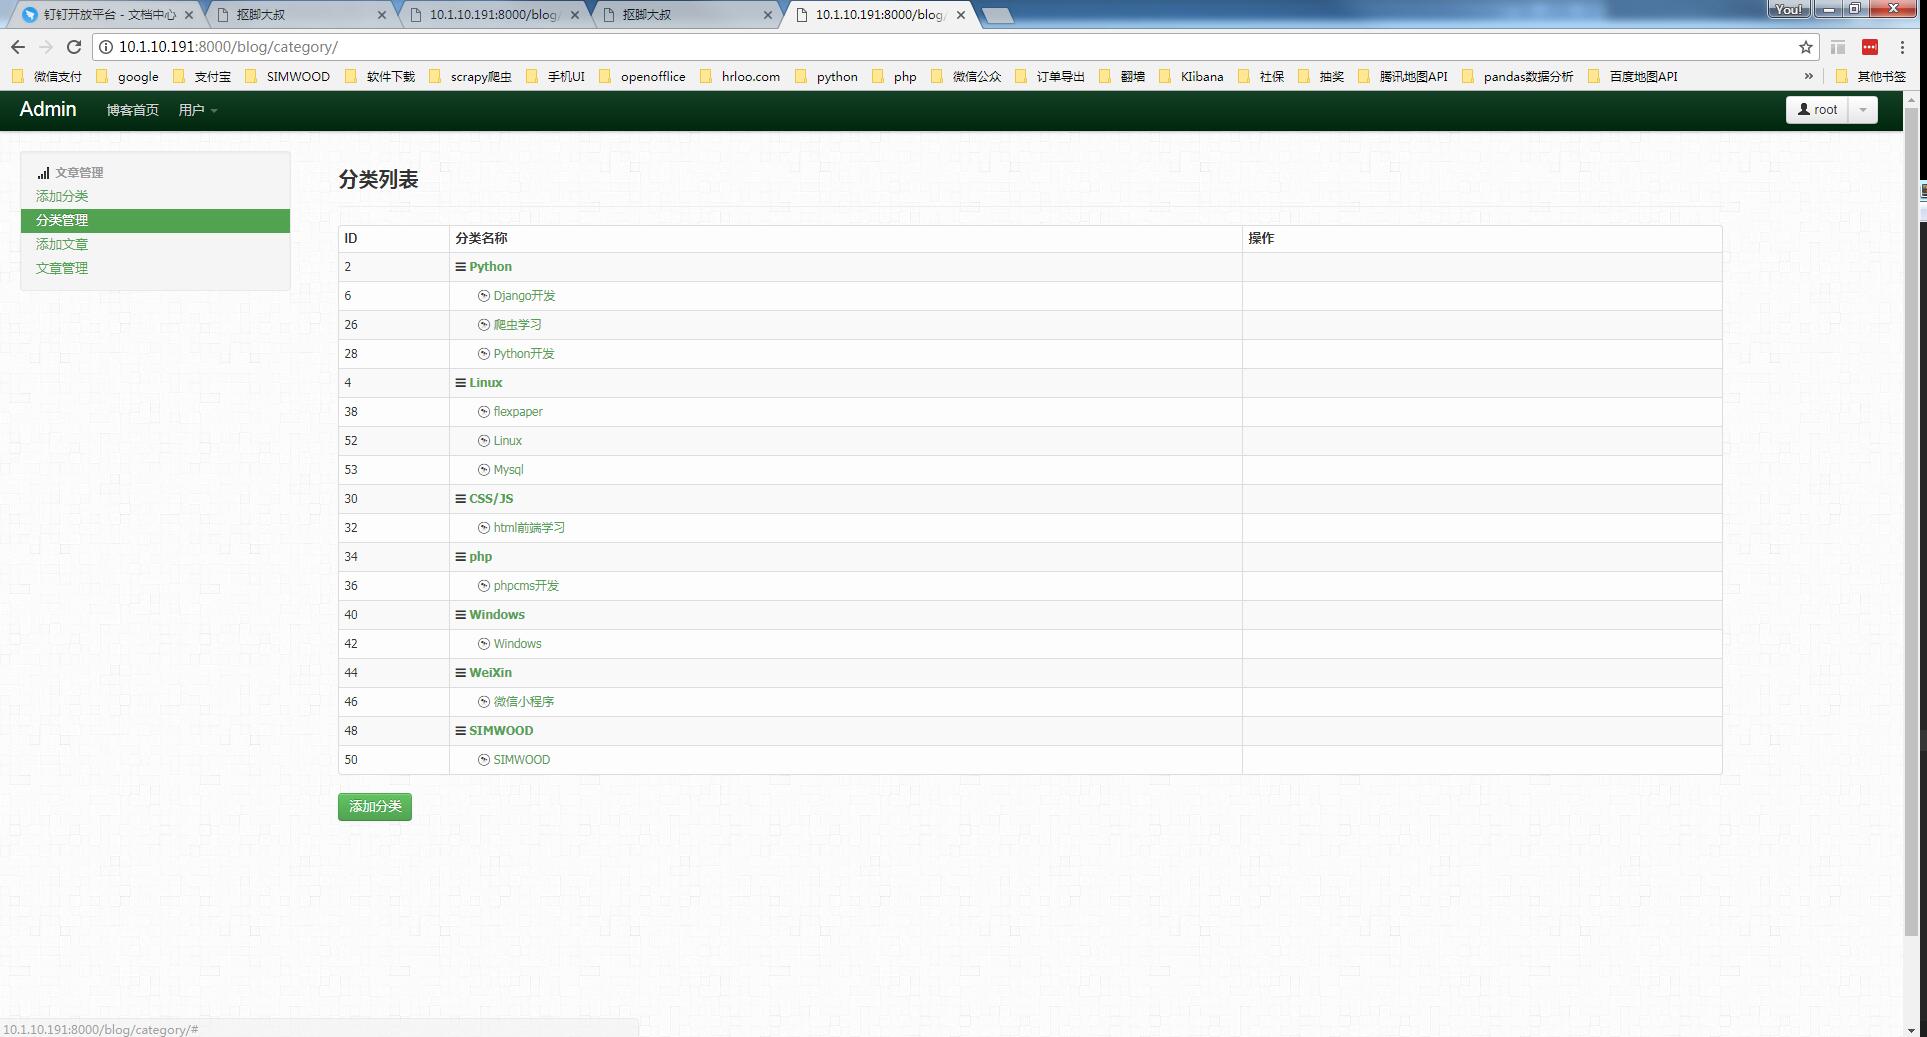 钉钉开放平台 - 文档中心
抠脚大叔
10.1.10.191:8000/blog/
抠脚大叔
10.1.10.191:8000/blog/
You!
10.1.10.191:8000/blog/category/
微信支付 google 支付宝 SIMWOOD 软件下载 scrapy爬虫 手机UI openofflice hrloo.com python php 微信公众 订单导出 翻墙 KIibana 社保 抽奖 腾讯地图API pandas数据分析 百度地图API » 其他书签
Admin 博客首页 用户 root
文章管理
添加分类
分类管理
添加文章
文章管理
分类列表
ID 分类名称 操作
2 Python
6 Django开发
26 爬虫学习
28 Python开发
4 Linux
38 flexpaper
52 Linux
53 Mysql
30 CSS/JS
32 html前端学习
34 php
36 phpcms开发
40 Windows
42 Windows
44 WeiXin
46 微信小程序
48 SIMWOOD
50 SIMWOOD
添加分类
10.1.10.191:8000/blog/category/#